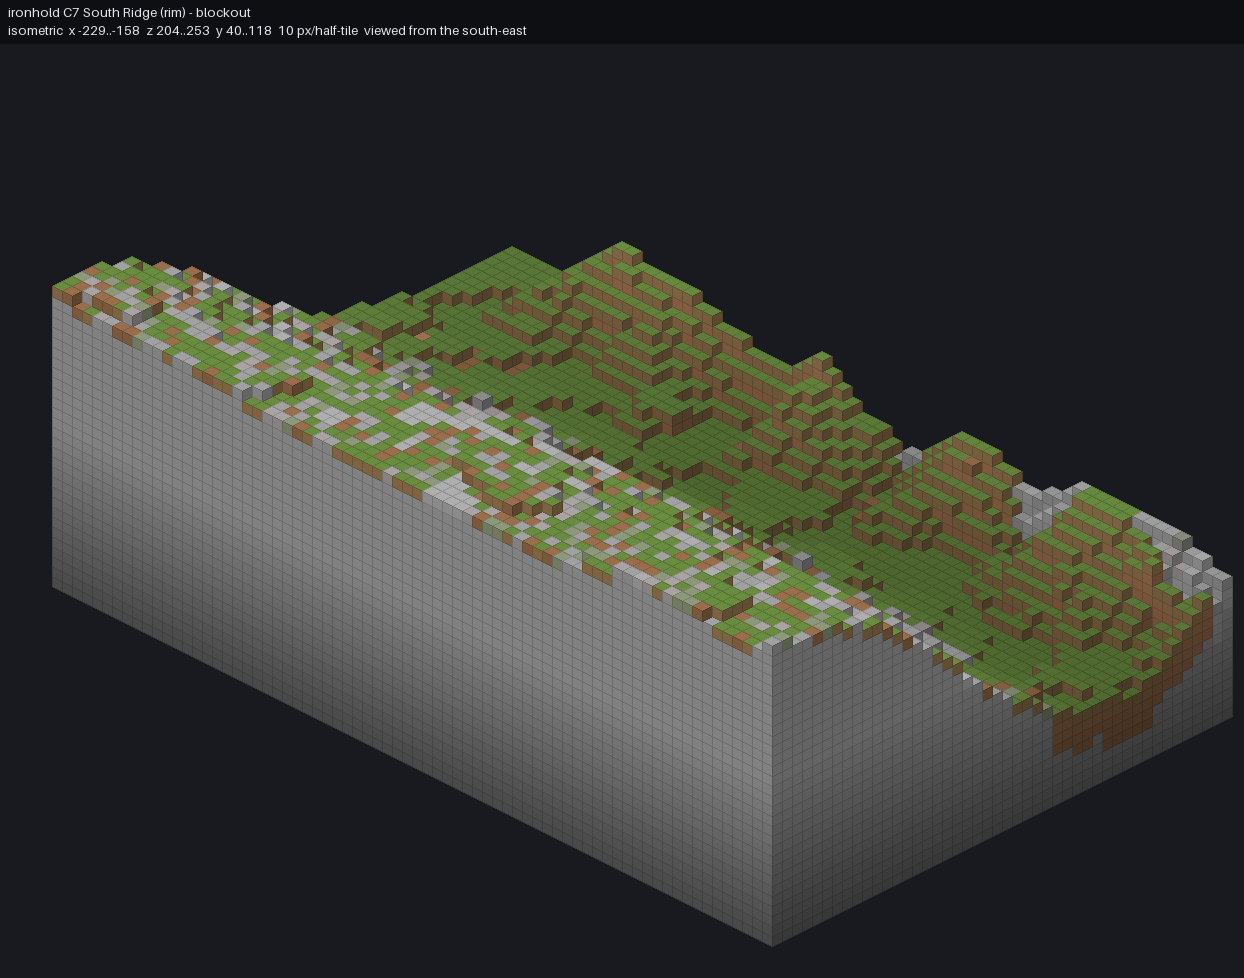 ironhold C7 South Ridge (rim) - blockout
isometric x -229..-158 z 204..253 y 40..118 10 px/half-tile viewed from the south-east